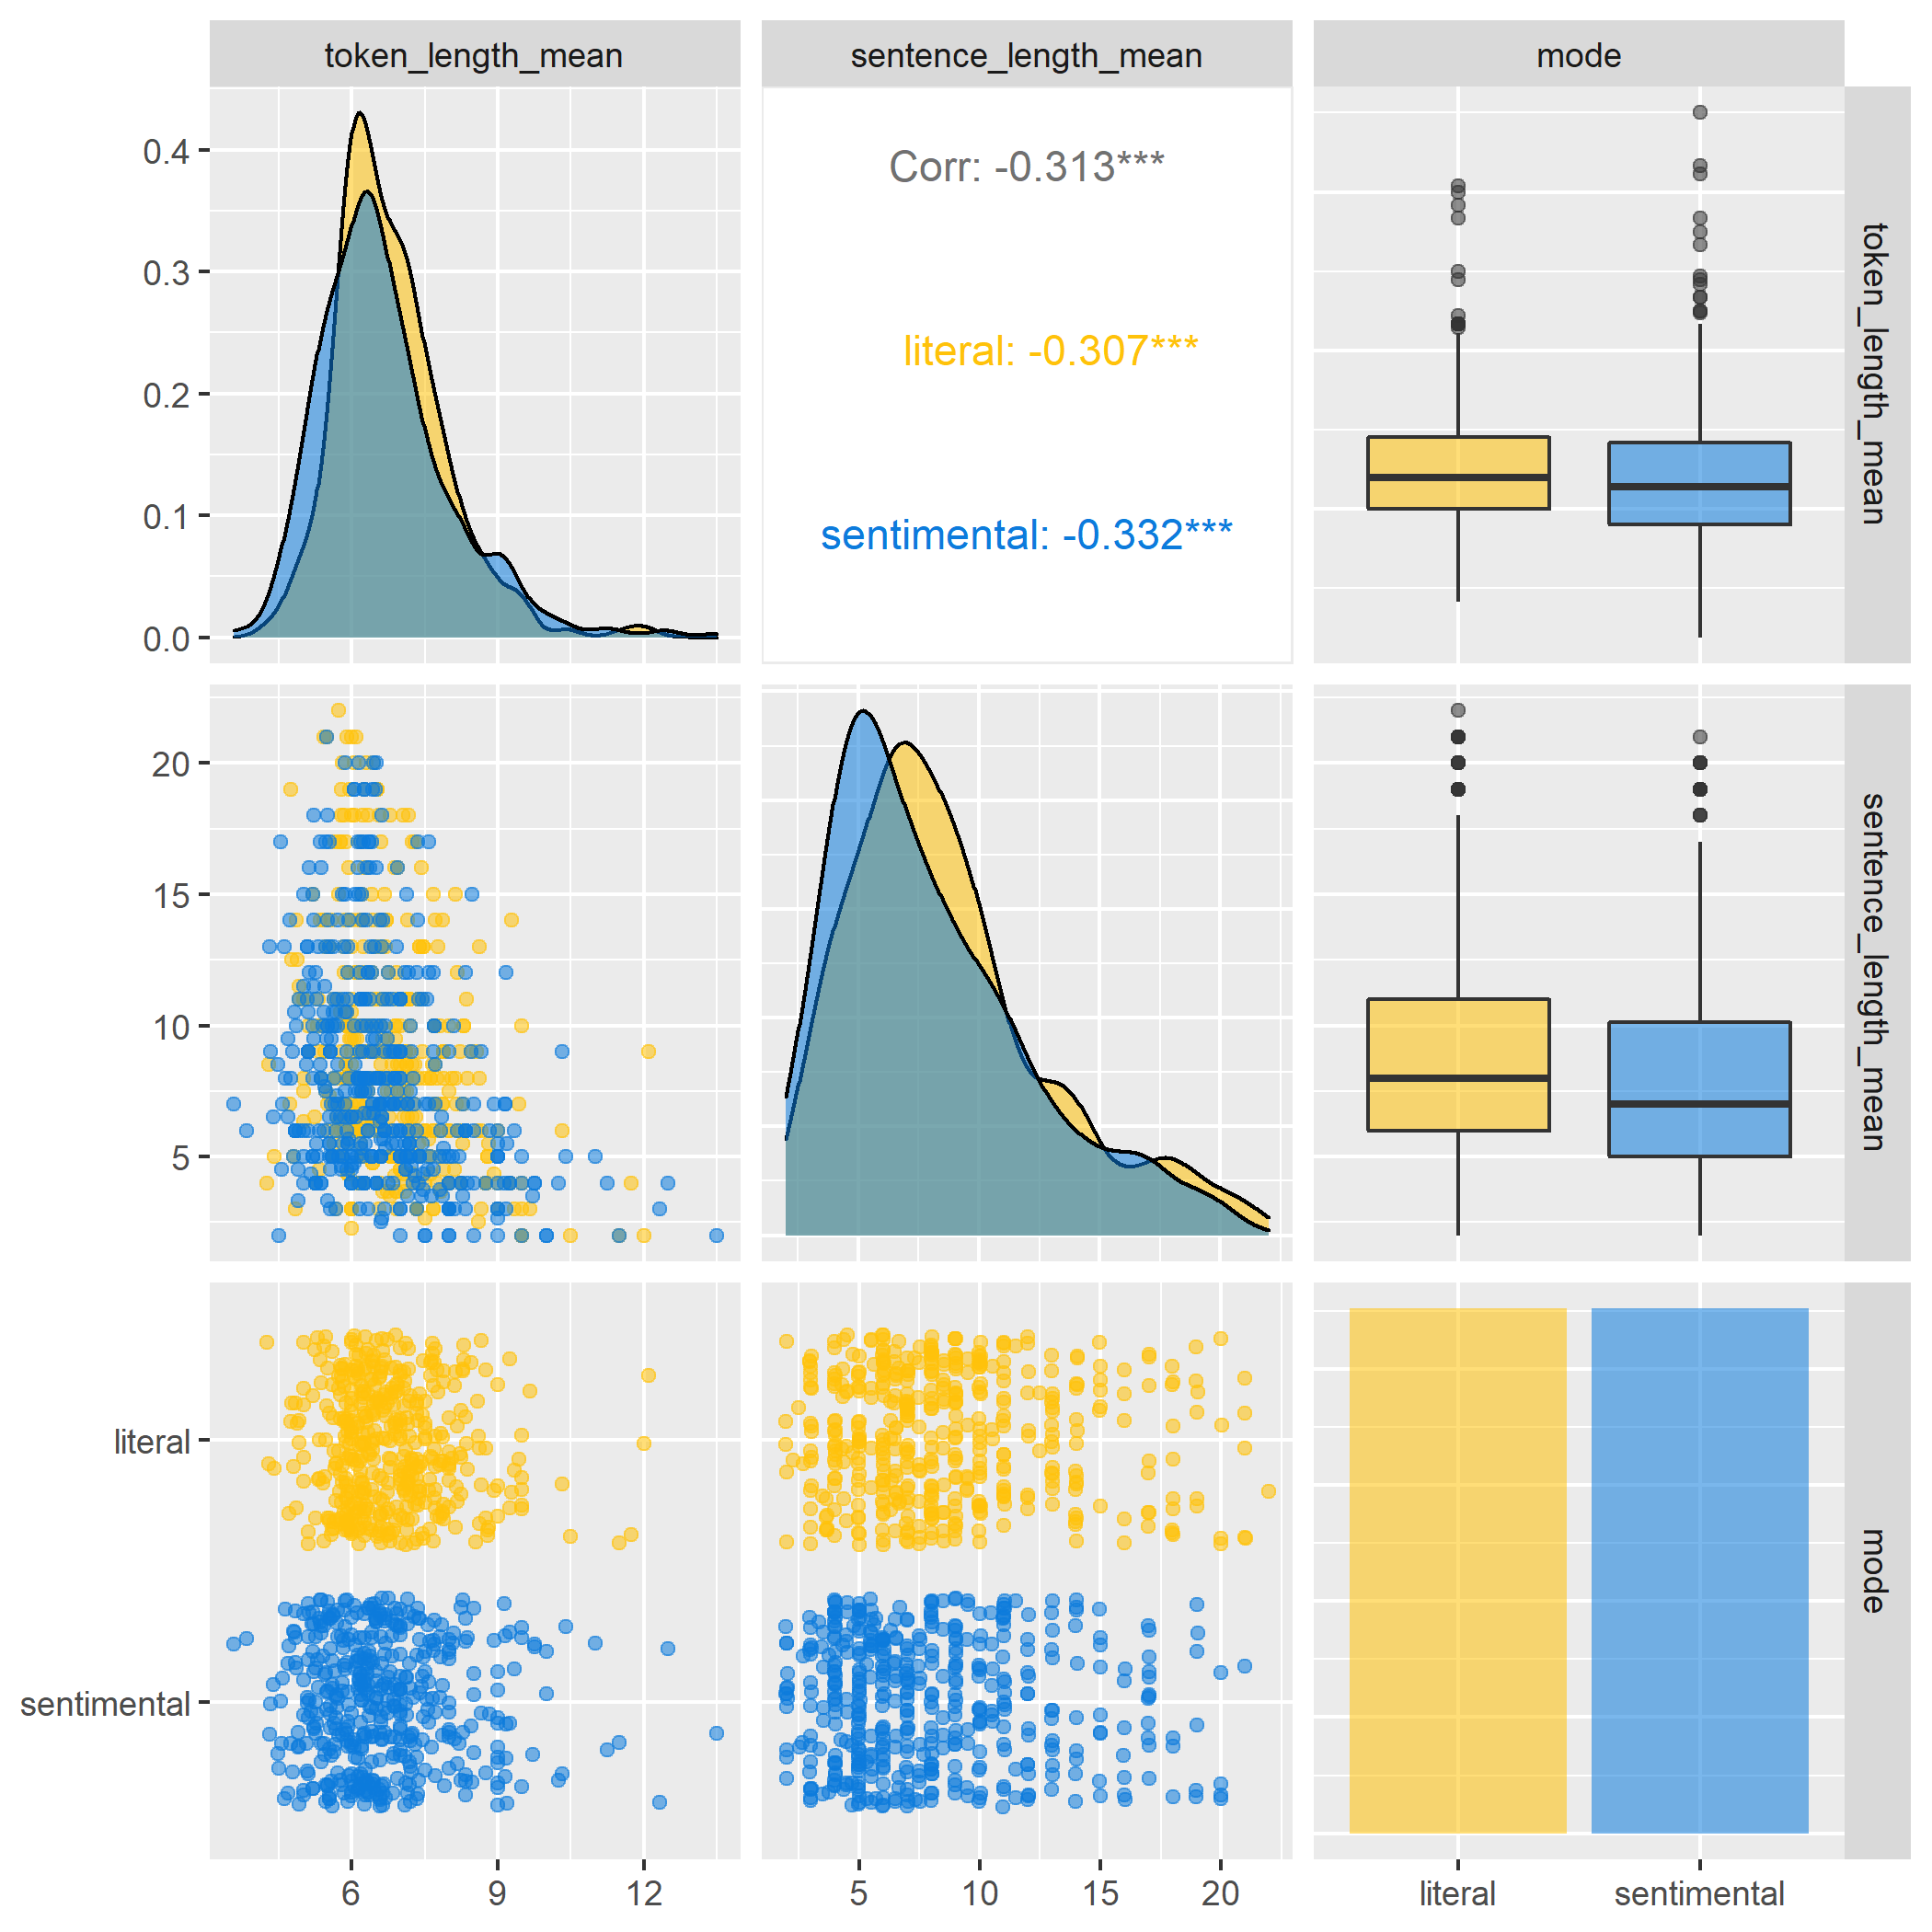 token_length_mean
sentence_length_mean
mode
0.4
0.3
0.2
0.1
0.0
Corr: -0.313***
literal: -0.307***
sentimental: -0.332***
token_length_mean
20
15
10
5
sentence_length_mean
literal
sentimental
mode
6
9
12
5
10
15
20
literal
sentimental